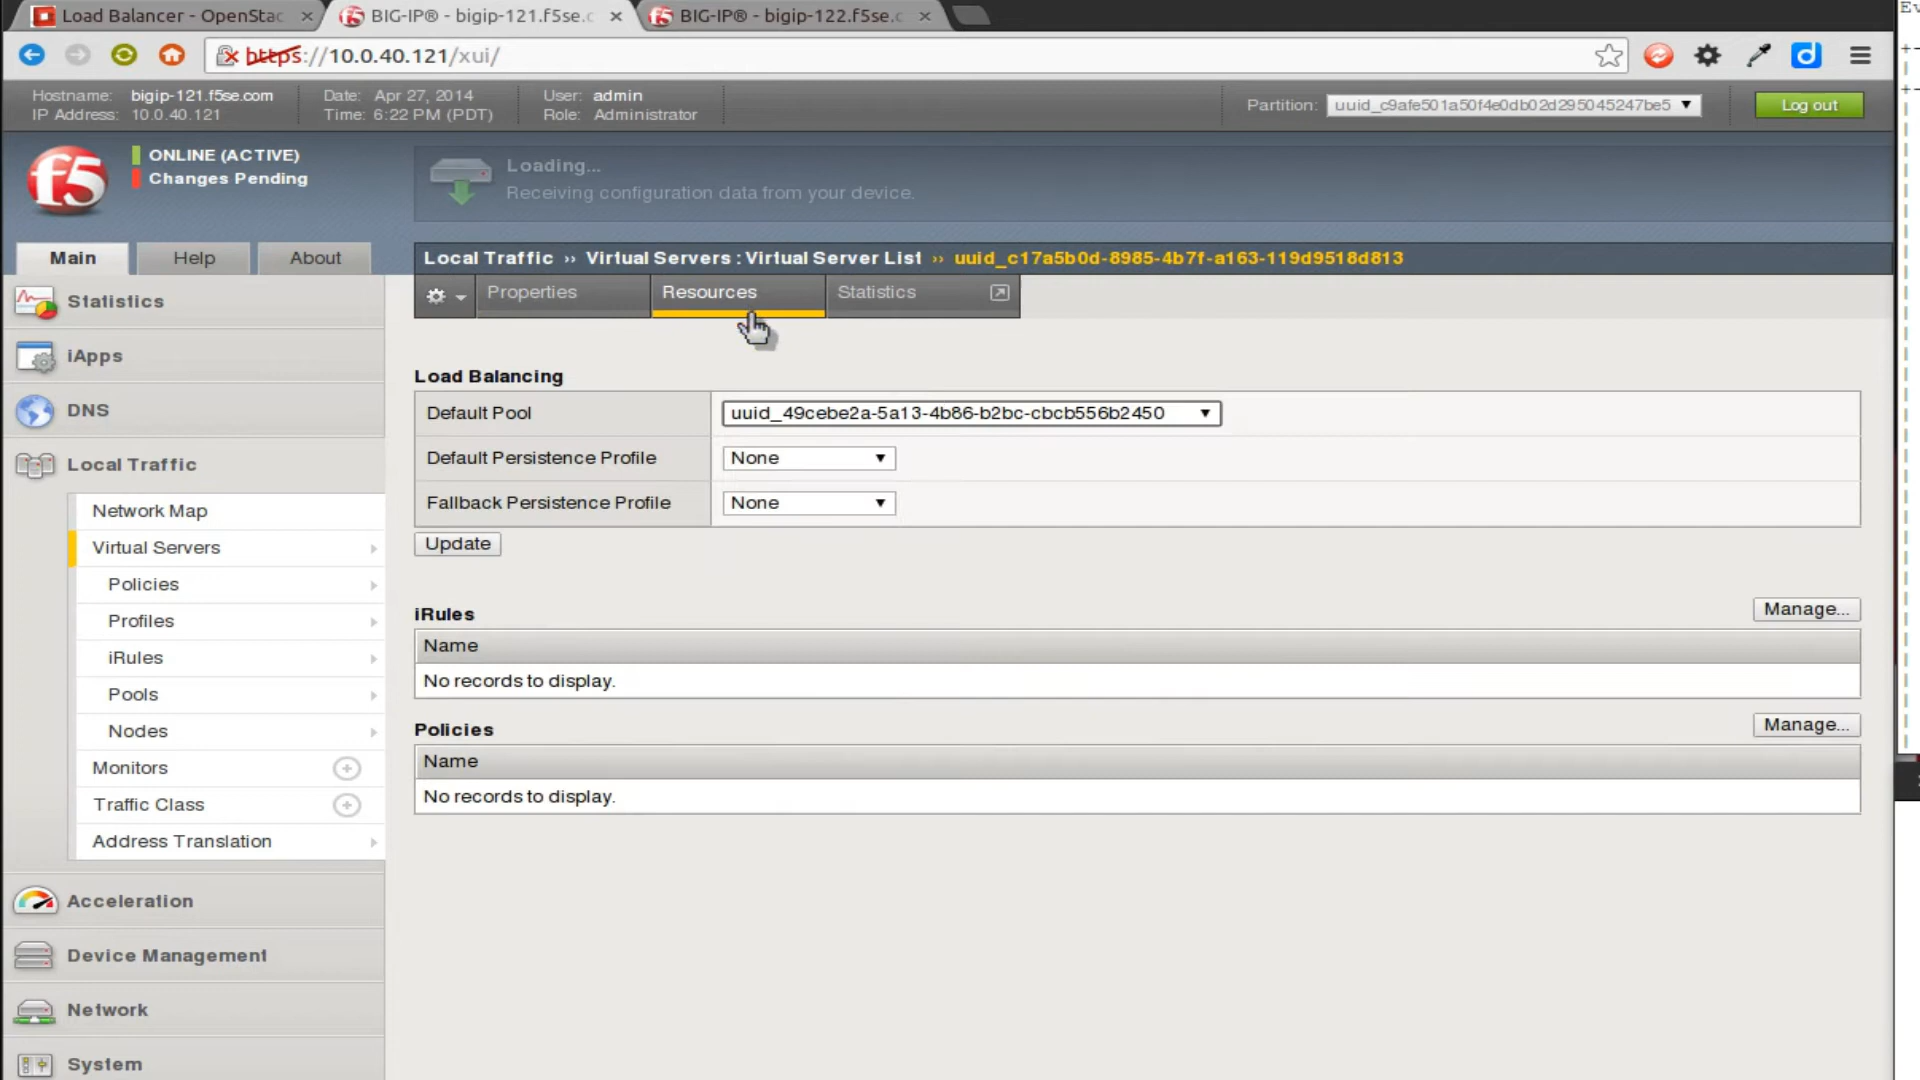 Load Balancer - OpenStac
BIG-IP® - bigip-121.f5se.c
BIG-IP® - bigip-122.f5se.c
https://10.0.40.121/xui/
Hostname: bigip-121.f5se.com
IP Address: 10.0.40.121
Date: Apr 27, 2014
Time: 6:22 PM (PDT)
User: admin
Role: Administrator
Partition: uuid_c9afe501a50f4e0db02d295045247be5
Log out
f5
ONLINE (ACTIVE)
Changes Pending
Loading...
Receiving configuration data from your device.
Main
Help
About
Local Traffic ›› Virtual Servers : Virtual Server List ›› uuid_c17a5b0d-8985-4b7f-a163-119d9518d813
Properties
Resources
Statistics
Statistics
iApps
DNS
Local Traffic
Network Map
Virtual Servers
Policies
Profiles
iRules
Pools
Nodes
Monitors
Traffic Class
Address Translation
Acceleration
Device Management
Network
System
Load Balancing
Default Pool uuid_49cebe2a-5a13-4b86-b2bc-cbcb556b2450
Default Persistence Profile None
Fallback Persistence Profile None
Update
iRules
Manage...
Name
No records to display.
Policies
Manage...
Name
No records to display.